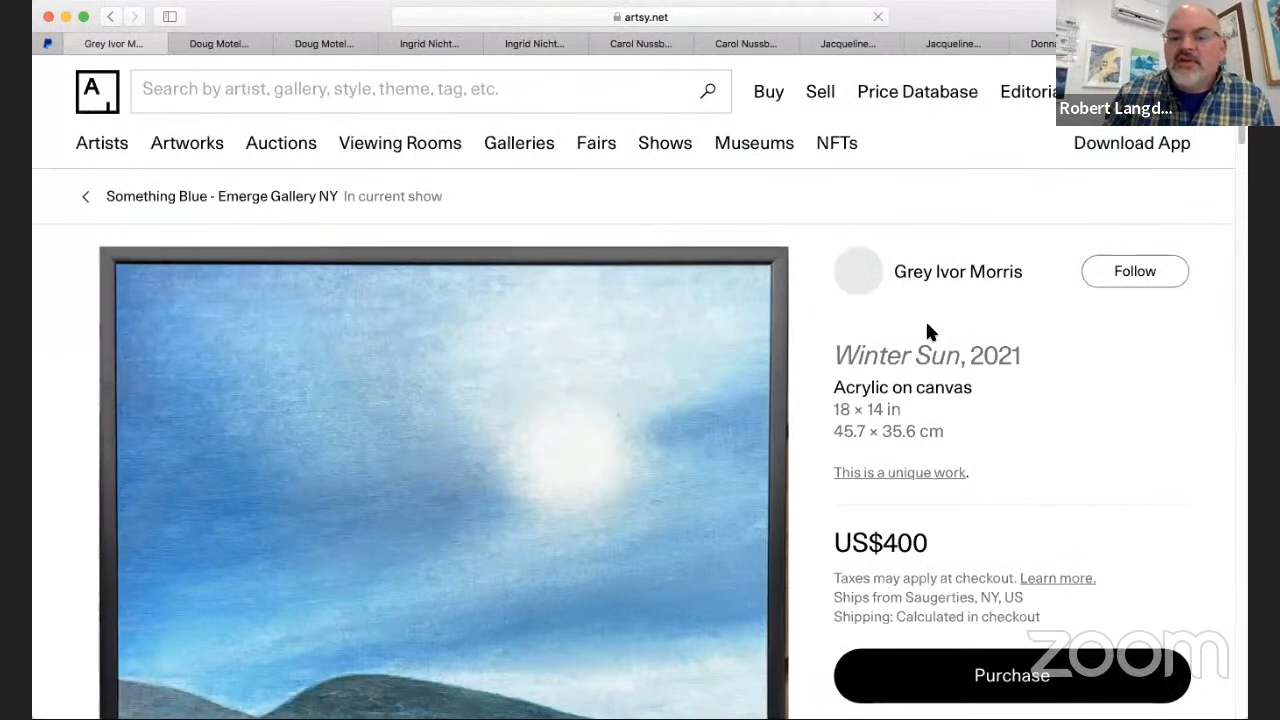 artsy.net
Grey Ivor M...
Doug Motel...
Doug Motel...
Ingrid Nicht...
Ingrid Nicht...
Carol Nussb...
Carol Nussb...
Jacqueline...
Jacqueline...
Donn
A
Search by artist, gallery, style, theme, tag, etc.
Buy Sell Price Database Editoria
Robert Langd...
Artists Artworks Auctions Viewing Rooms Galleries Fairs Shows Museums NFTs Download App
Something Blue - Emerge Gallery NY In current show
Grey Ivor Morris
Follow
Winter Sun, 2021
Acrylic on canvas
18 × 14 in
45.7 × 35.6 cm
This is a unique work.
US$400
Taxes may apply at checkout. Learn more.
Ships from Saugerties, NY, US
Shipping: Calculated in checkout
zoom
Purchase